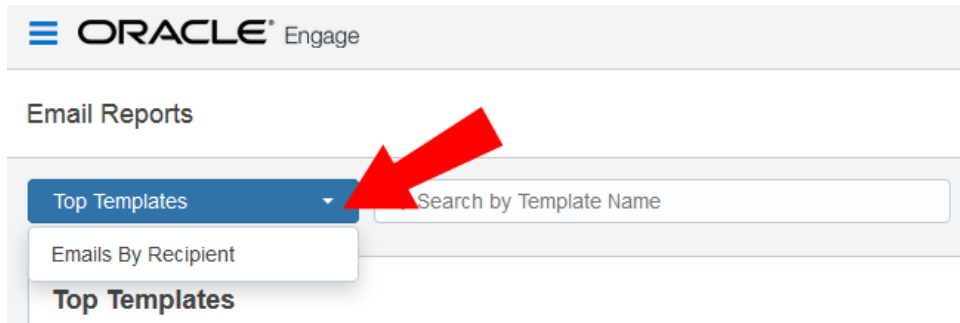 ORACLE® Engage
Email Reports
Top Templates
Search by Template Name
Emails By Recipient
Top Templates